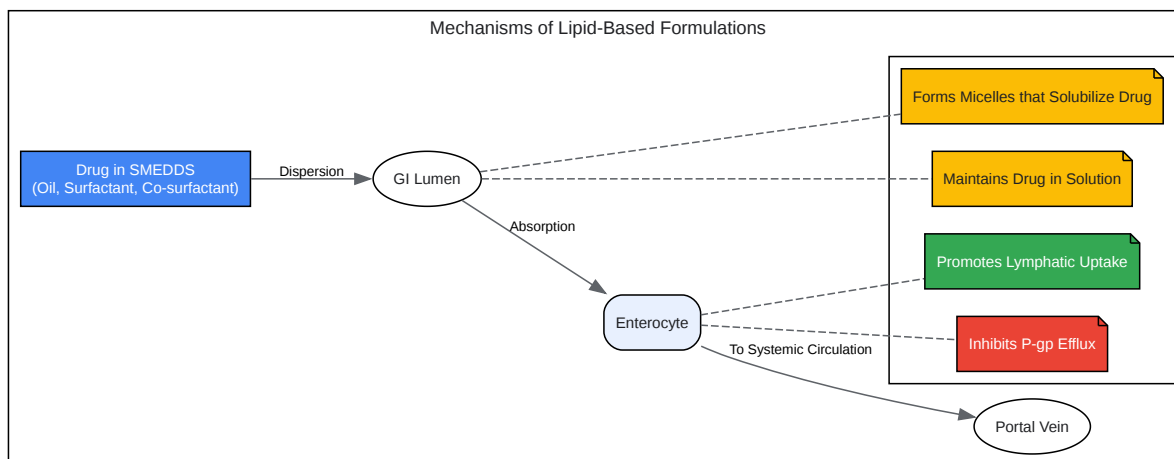 Mechanisms of Lipid-Based Formulations
Forms Micelles that Solubilize Drug
Drug in SMEDDS
(Oil, Surfactant, Co-surfactant)
Dispersion
GI Lumen
Maintains Drug in Solution
Absorption
Promotes Lymphatic Uptake
Enterocyte
Inhibits P-gp Efflux
To Systemic Circulation
Portal Vein